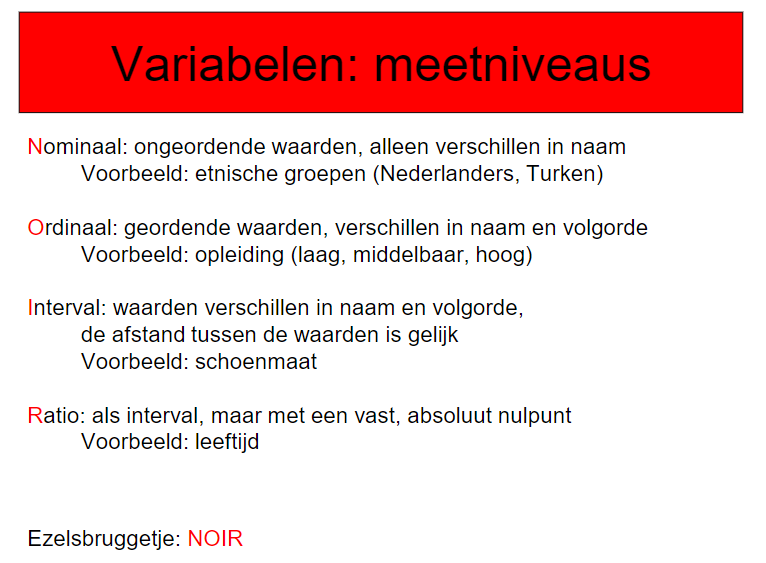 Variabelen: meetniveaus
Nominaal: ongeordende waarden, alleen verschillen in naam
Voorbeeld: etnische groepen (Nederlanders, Turken)
Ordinaal: geordende waarden, verschillen in naam en volgorde
Voorbeeld: opleiding (laag, middelbaar, hoog)
Interval: waarden verschillen in naam en volgorde,
de afstand tussen de waarden is gelijk
Voorbeeld: schoenmaat
Ratio: als interval, maar met een vast, absoluut nulpunt
Voorbeeld: leeftijd
Ezelsbruggetje: NOIR